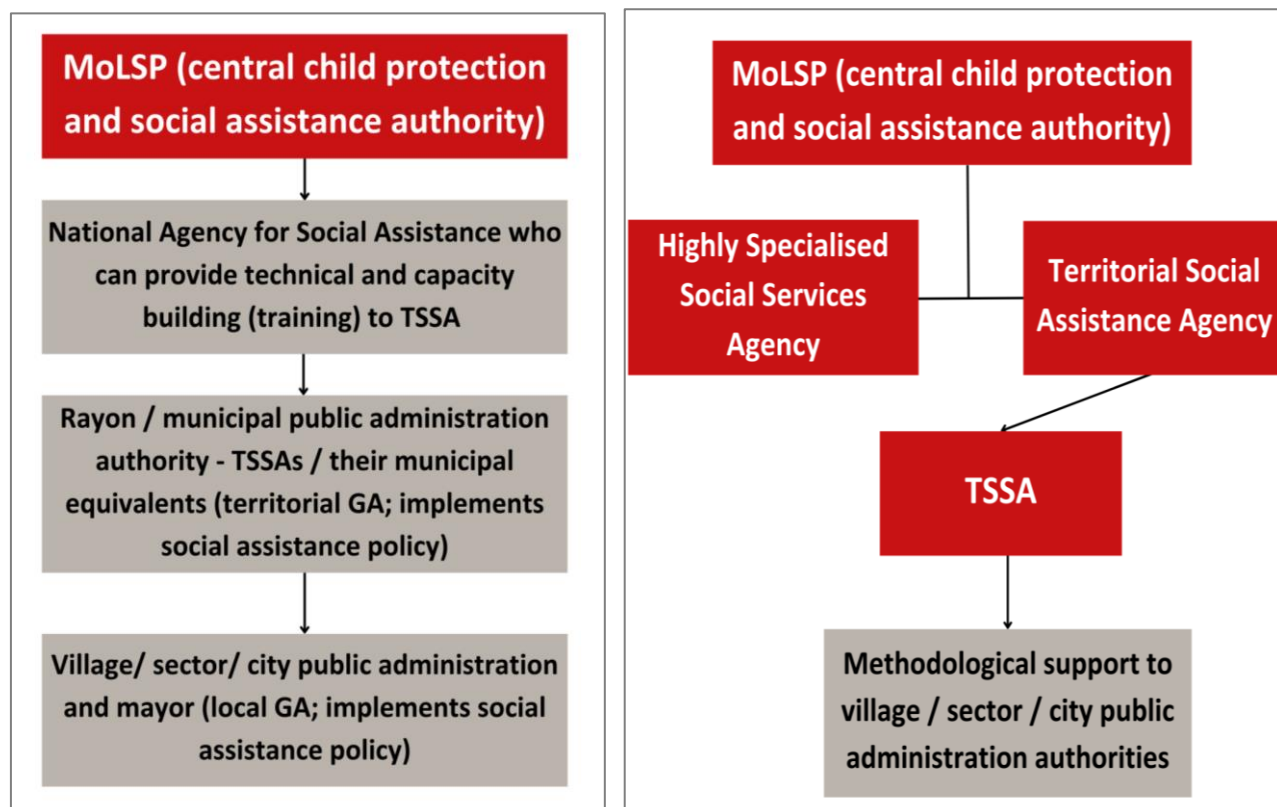 MoLSP (central child protection
and social assistance authority)
National Agency for Social Assistance who
can provide technical and capacity
building (training) to TSSA
Rayon / municipal public administration
authority - TSSAs / their municipal
equivalents (territorial GA; implements
social assistance policy)
Village/ sector/ city public administration
and mayor (local GA; implements social
assistance policy)
MoLSP (central child protection
and social assistance authority)
Highly Specialised
Social Services
Agency
Territorial Social
Assistance Agency
TSSA
Methodological support to
village / sector / city public
administration authorities